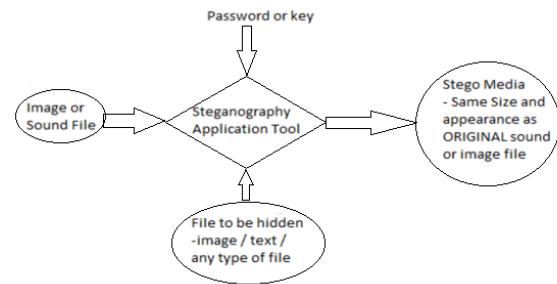 Password or key
Image or
Sound File
Steganography
Application Tool
Stego Media
- Same Size and
appearance as
ORIGINAL sound
or image file
File to be hidden
-image / text /
any type of file